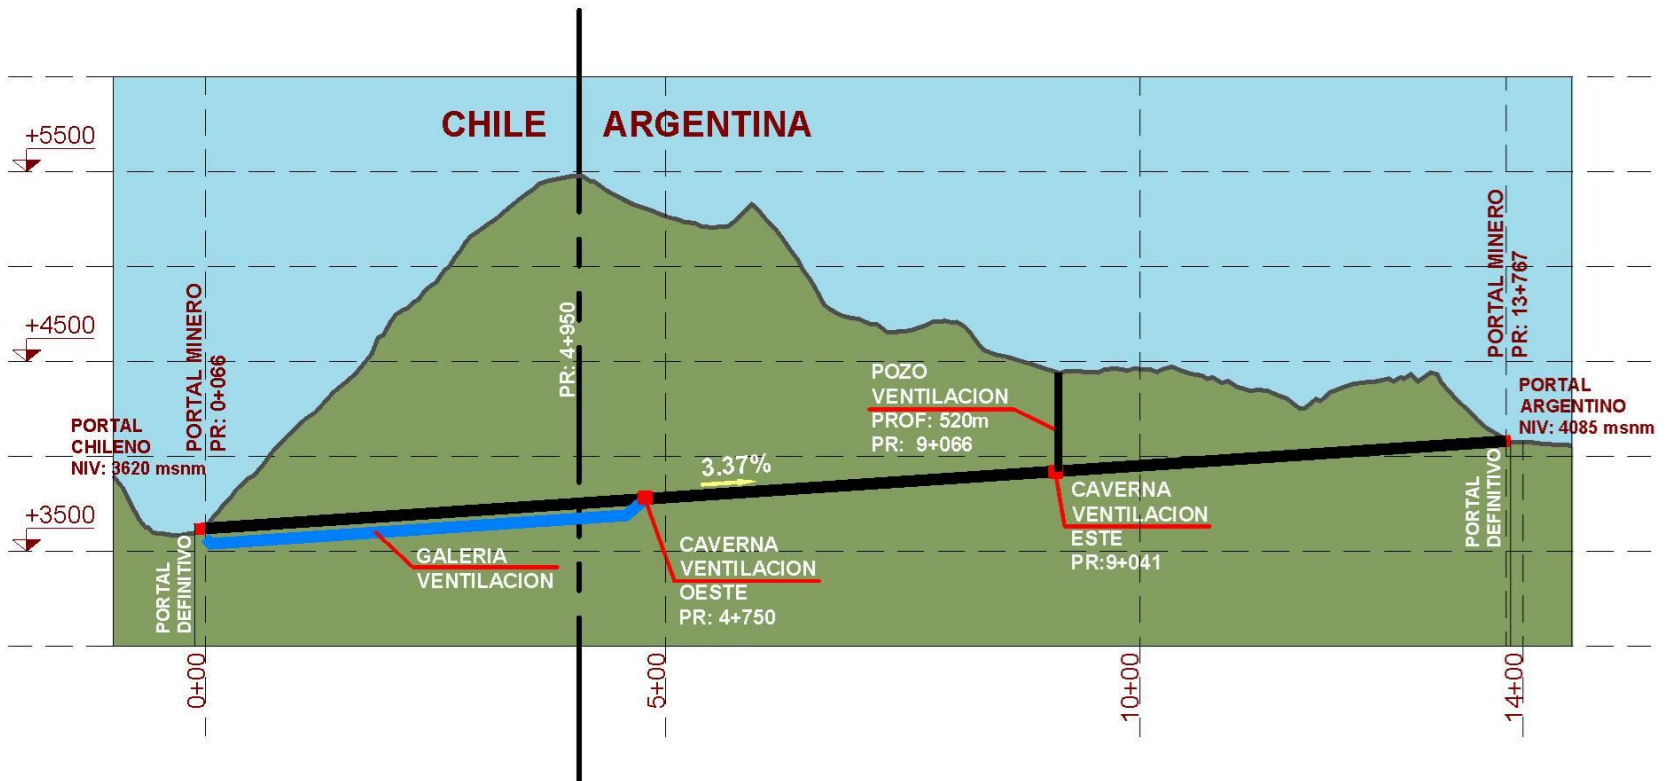 CHILE
ARGENTINA
+5500
+4500
+3500
PORTAL MINERO
PR: 0+066
PORTAL
CHILENO
NIV: 3620 msnm
PORTAL
DEFINITIVO
PR: 4+950
3.37%
GALERIA
VENTILACION
CAVERNA
VENTILACION
OESTE
PR: 4+750
POZO
VENTILACION
PROF: 520m
PR: 9+066
CAVERNA
VENTILACION
ESTE
PR:9+041
PORTAL MINERO
PR: 13+767
PORTAL
ARGENTINO
NIV: 4085 msnm
PORTAL
DEFINITIVO
0+00
5+00
10+00
14+00